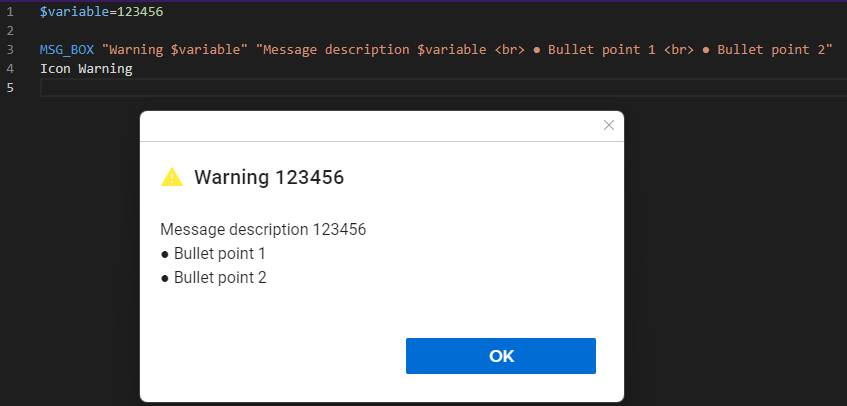 1 $variable=123456
2
3 MSG_BOX "Warning $variable" "Message description $variable <br> ● Bullet point 1 <br> ● Bullet point 2"
4 Icon Warning
5
Warning 123456
Message description 123456
● Bullet point 1
● Bullet point 2
OK